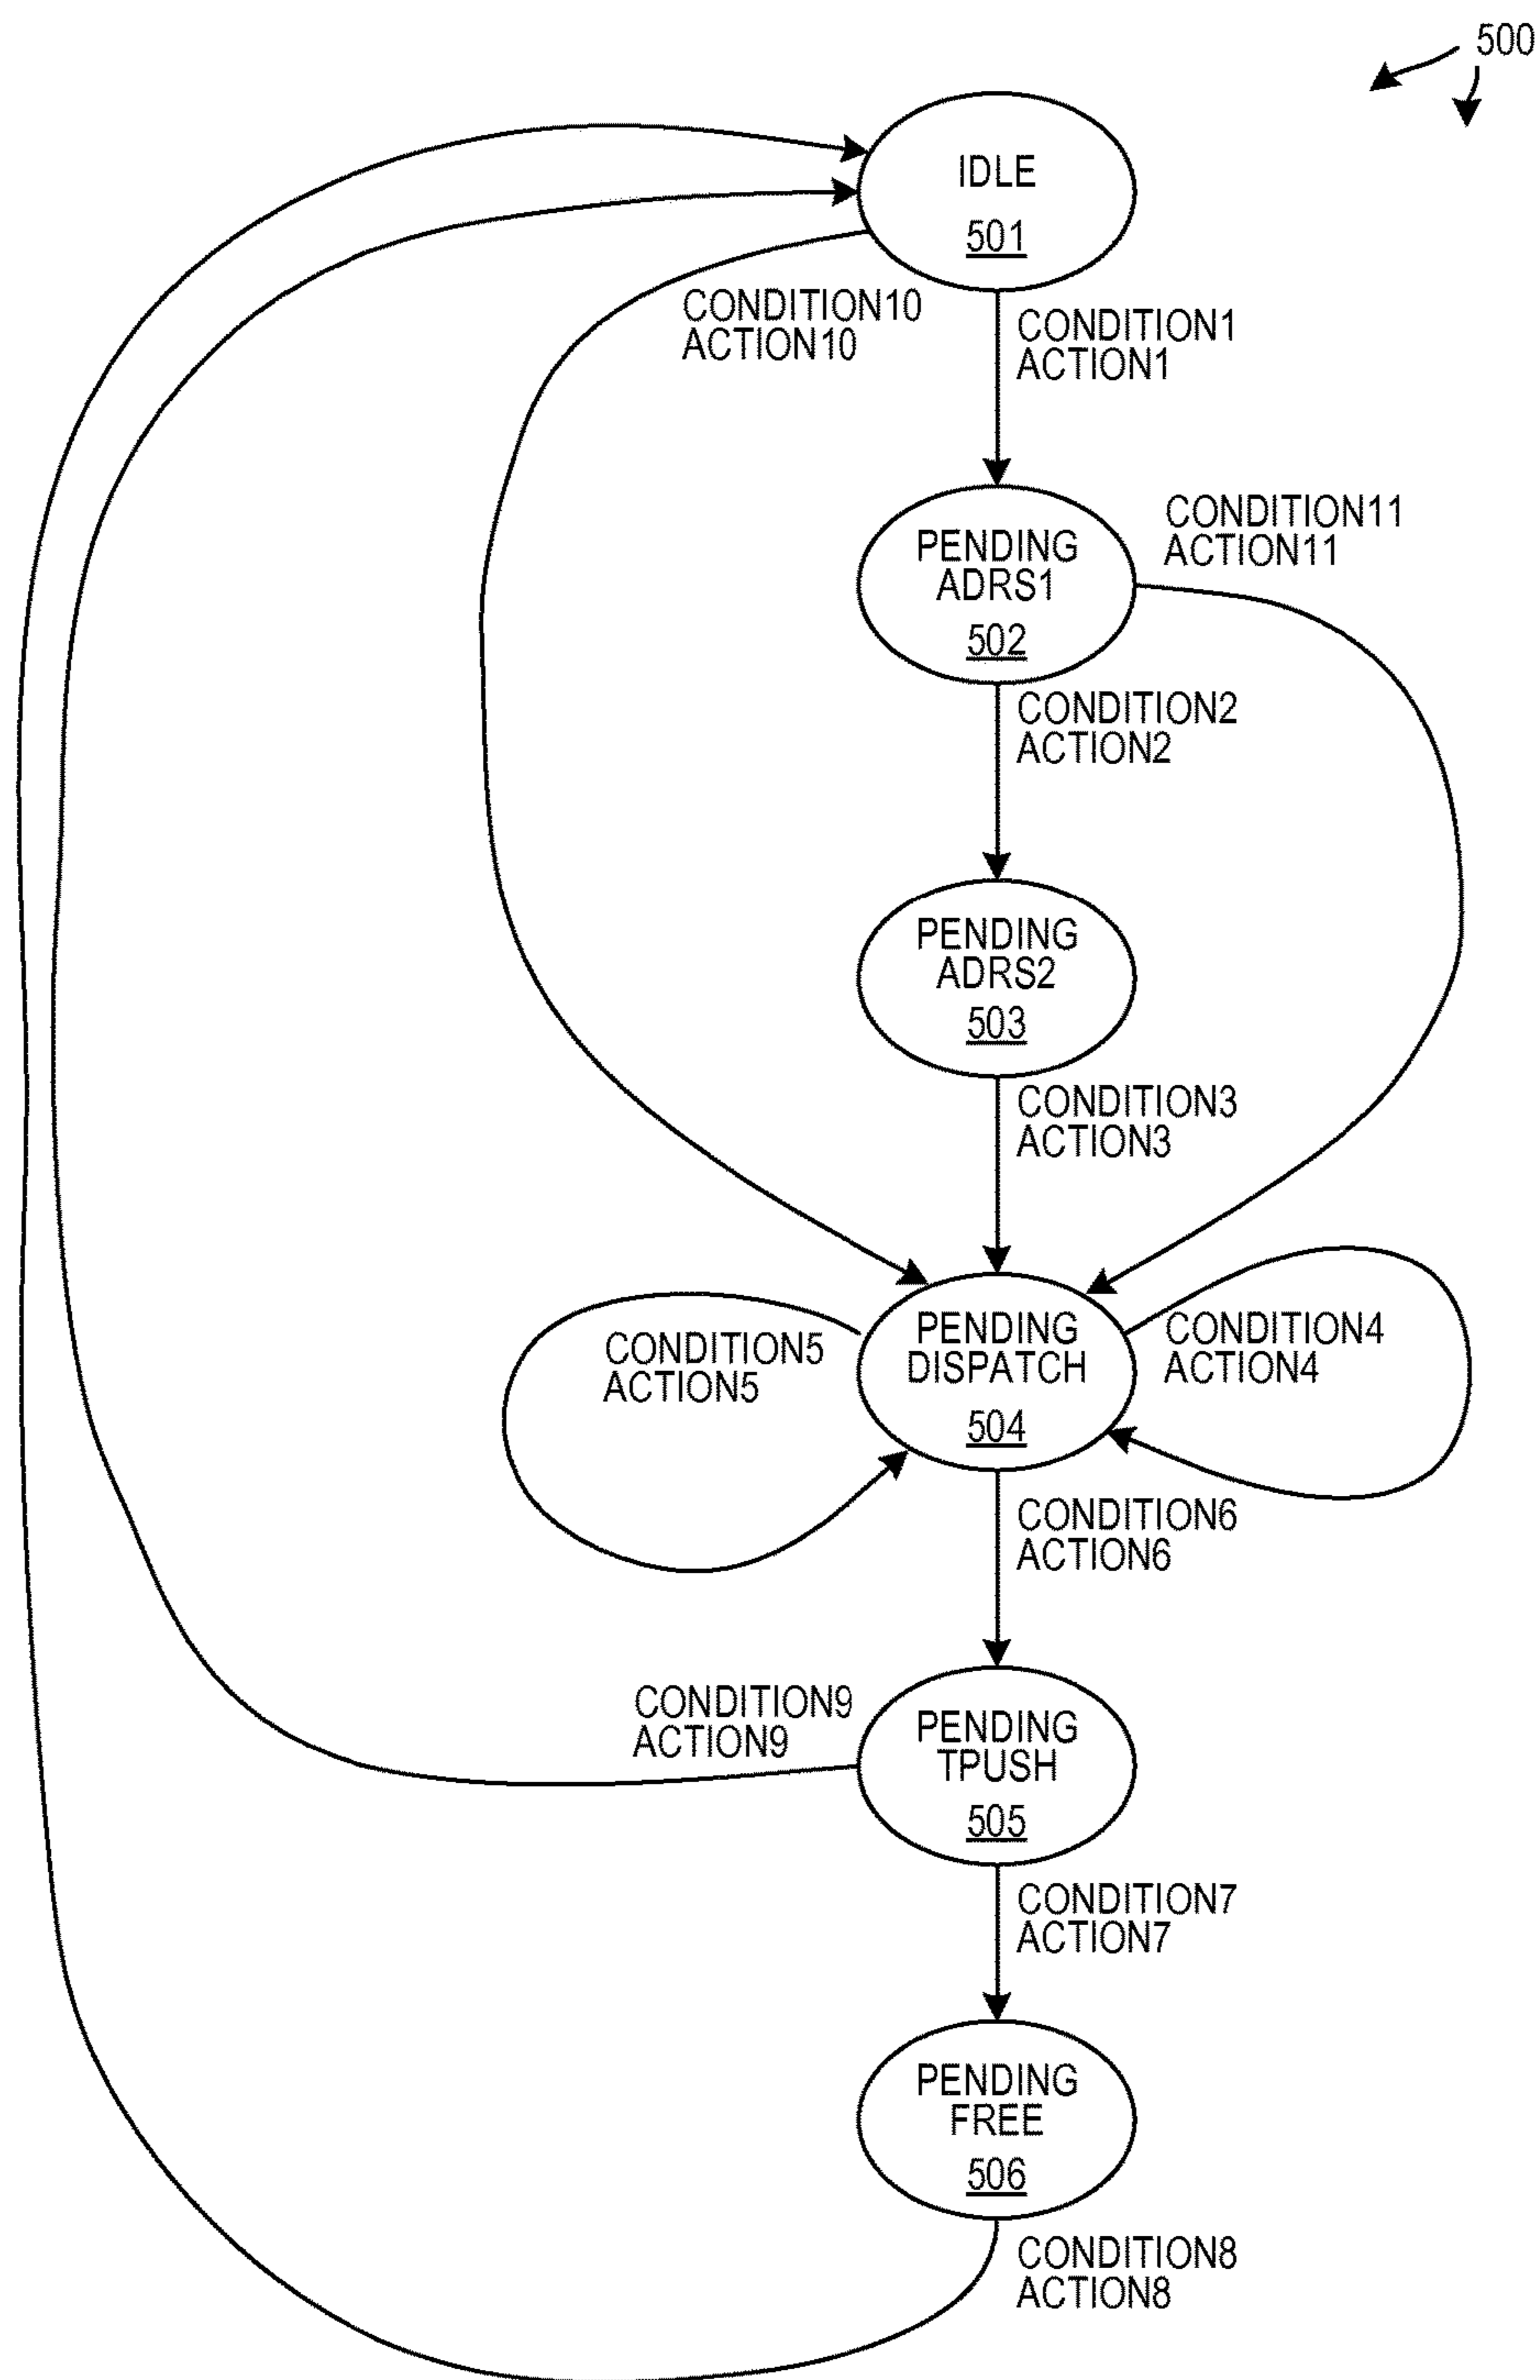 500
IDLE
501
CONDITION10
ACTION10
CONDITION1
ACTION1
PENDING
ADRS1
502
CONDITION11
ACTION11
CONDITION2
ACTION2
PENDING
ADRS2
503
CONDITION3
ACTION3
PENDING
DISPATCH
504
CONDITION5
ACTION5
CONDITION4
ACTION4
CONDITION6
ACTION6
CONDITION9
ACTION9
PENDING
TPUSH
505
CONDITION7
ACTION7
PENDING
FREE
506
CONDITION8
ACTION8